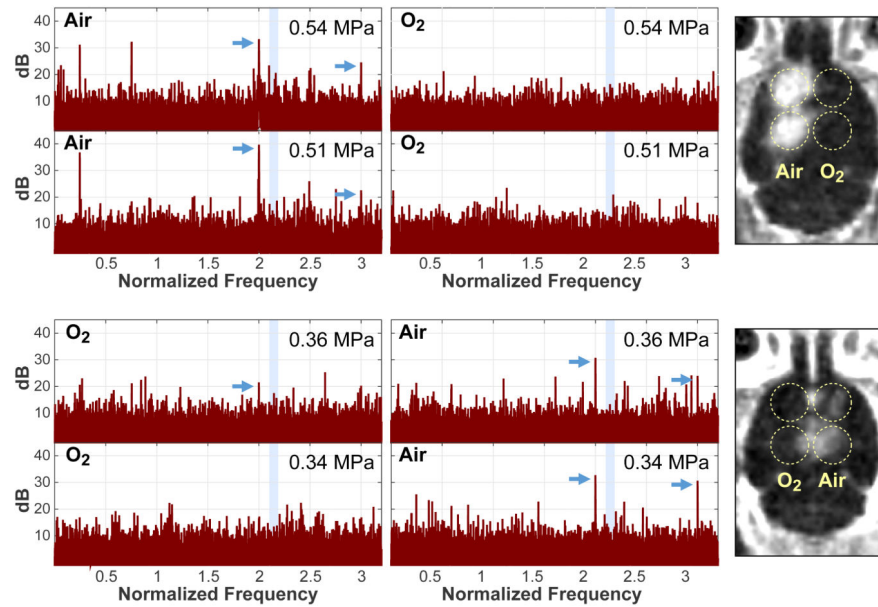 Air 0.54 MPa
O2 0.54 MPa
dB
40
30
20
10
Air 0.51 MPa
O2 0.51 MPa
dB
40
30
20
10
0.5 1 1.5 2 2.5 3
0.5 1 1.5 2 2.5 3
Normalized Frequency
Normalized Frequency
Air O2
O2 0.36 MPa
Air 0.36 MPa
dB
40
30
20
10
O2 0.34 MPa
Air 0.34 MPa
dB
40
30
20
10
0.5 1 1.5 2 2.5 3
0.5 1 1.5 2 2.5 3
Normalized Frequency
Normalized Frequency
O2 Air